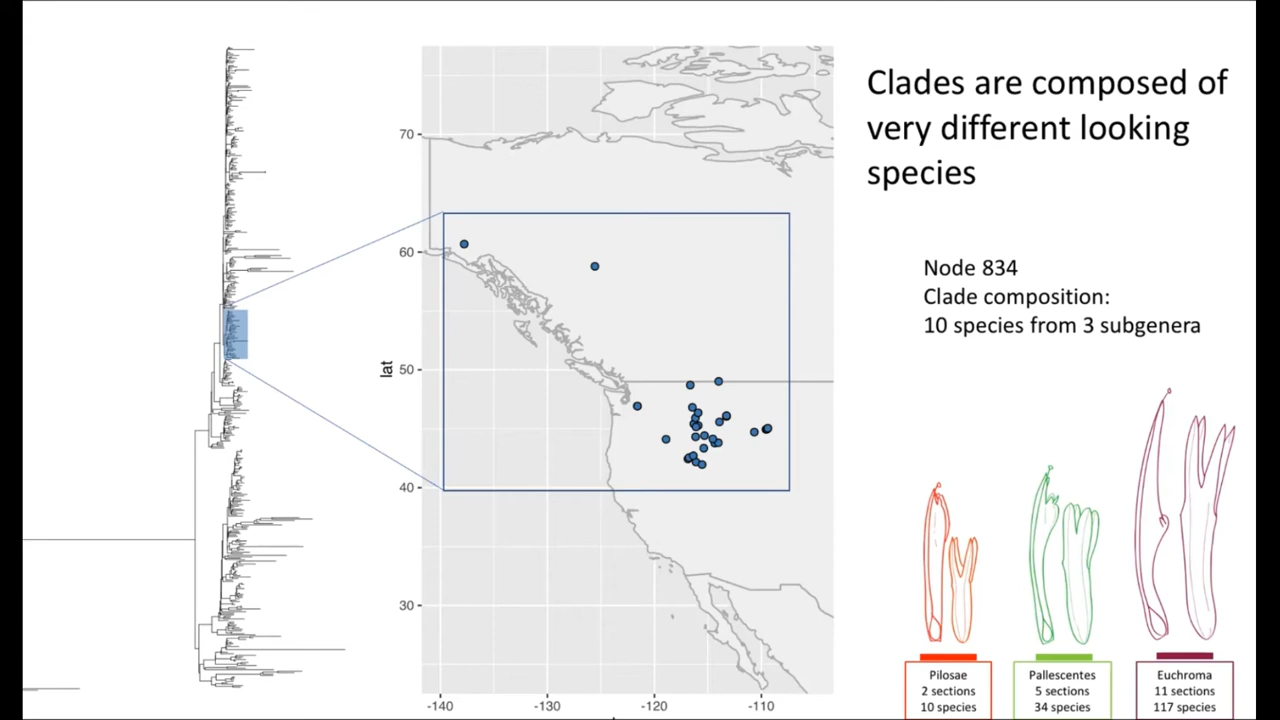 Clades are composed of
very different looking
species
Node 834
Clade composition:
10 species from 3 subgenera
lat
70
60
50
40
30
-140
-130
-120
-110
Pilosae
2 sections
10 species
Pallescentes
5 sections
34 species
Euchroma
11 sections
117 species